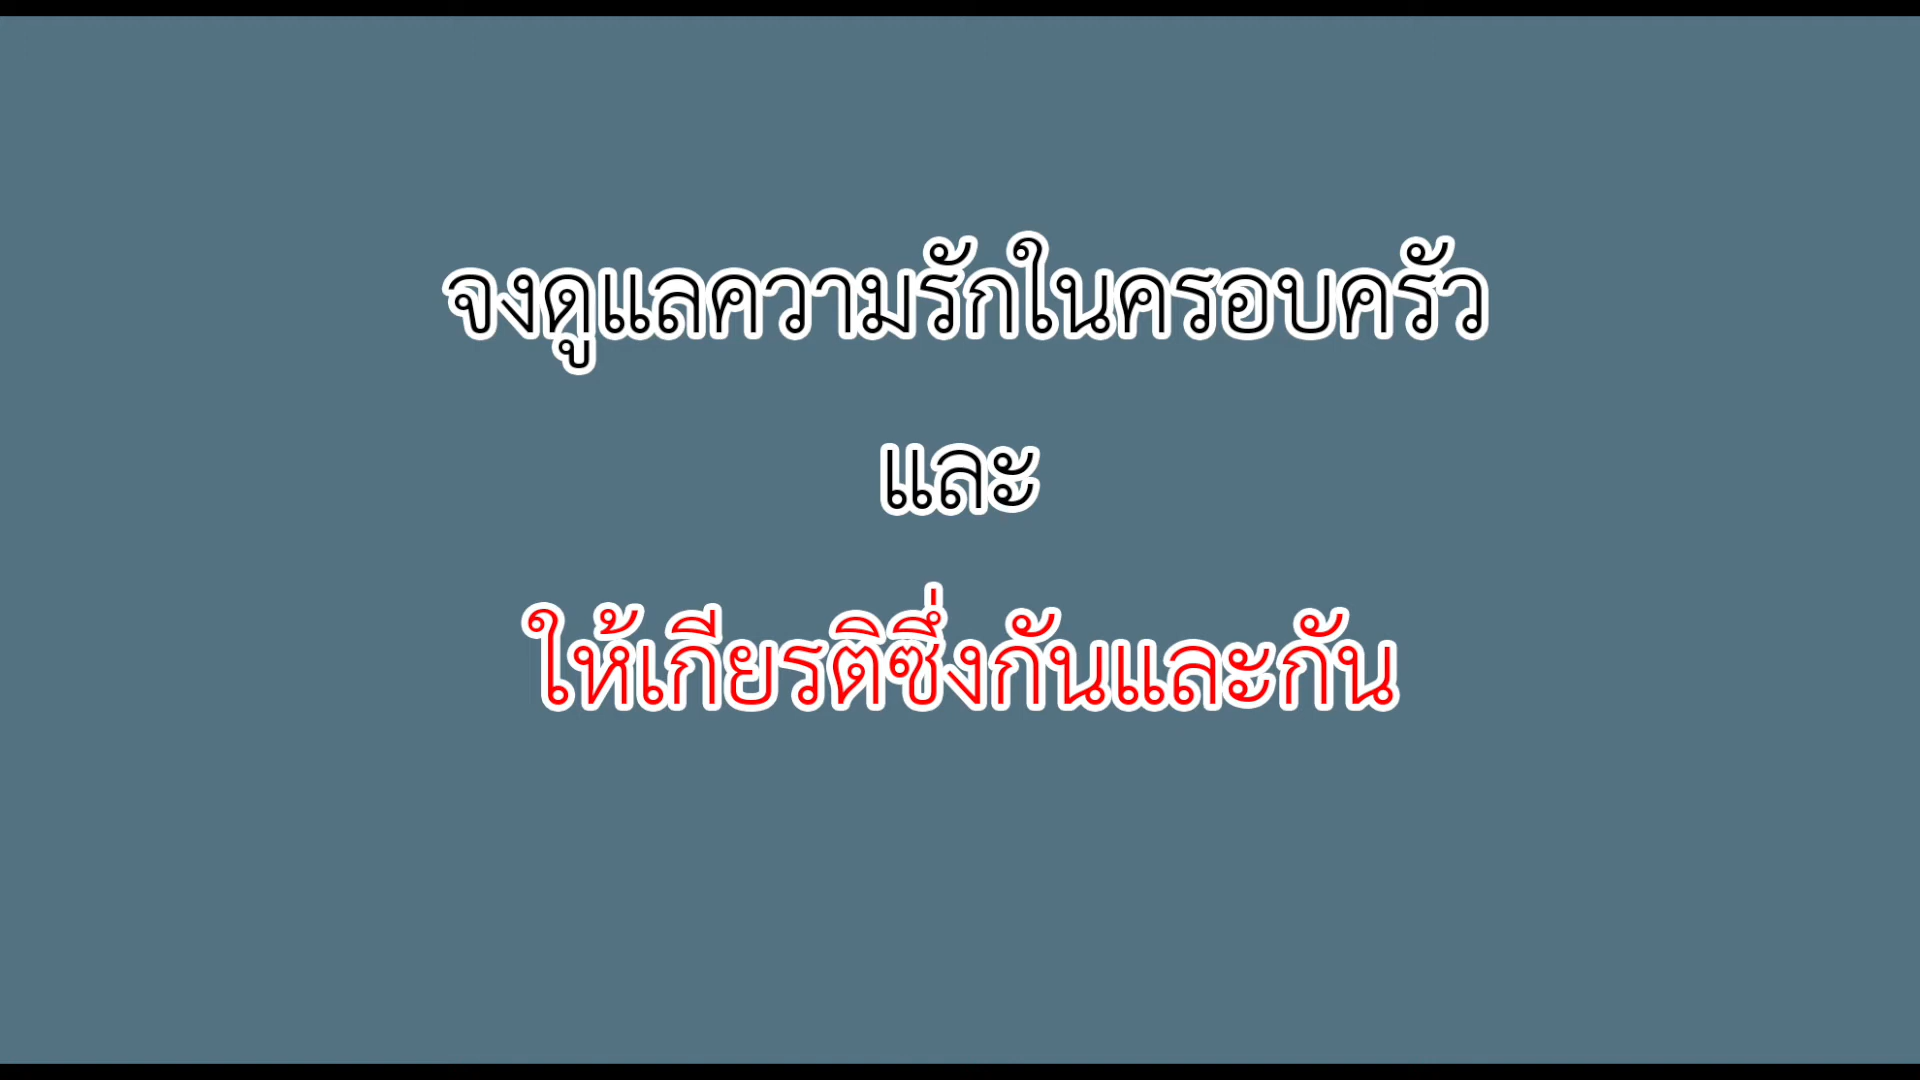 จงดูแลความรักในครอบครัว
และ
ให้เกียรติซึ่งกันและกัน